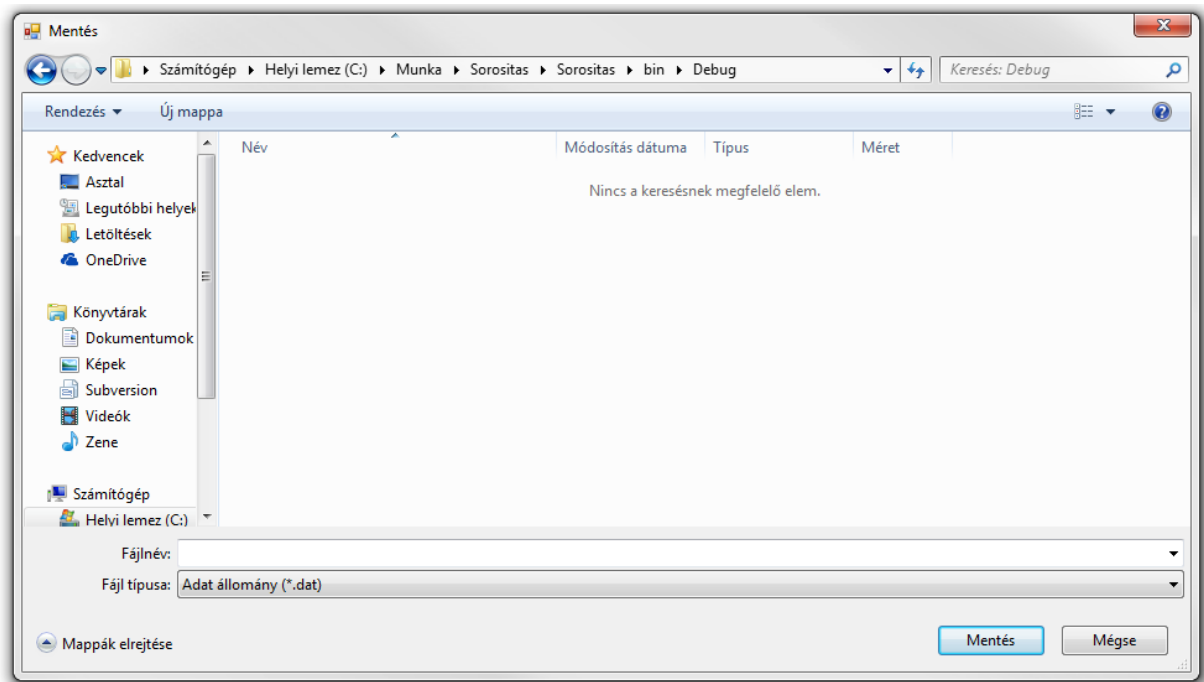 Mentés
Számítógép Helyi lemez (C:) Munka Sorositas Sorositas bin Debug Keresés: Debug
Rendezés Új mappa
Név Módosítás dátuma Típus Méret
Nincs a keresésnek megfelelő elem.
Kedvencek
Asztal
Legutóbbi helyek
Letöltések
OneDrive
Könyvtárak
Dokumentumok
Képek
Subversion
Videók
Zene
Számítógép
Helyi lemez (C:)
Fájlnév:
Fájl típusa: Adat állomány (*.dat)
Mappák elrejtése Mentés Mégse